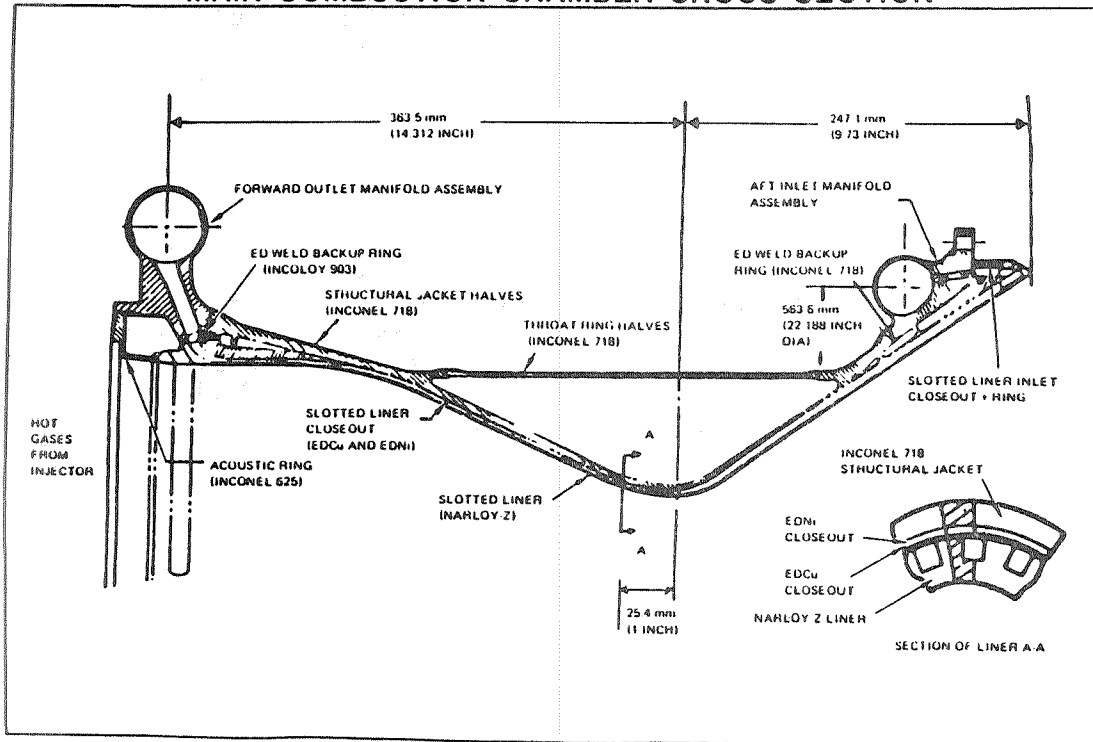 MAIN COMBUSTION CHAMBER CROSS SECTION
363.5 mm
(14.312 INCH)
247.1 mm
(9.73 INCH)
FORWARD OUTLET MANIFOLD ASSEMBLY
AFT INLET MANIFOLD
ASSEMBLY
ED WELD BACKUP RING
(INCOLOY 903)
ED WELD BACKUP
RING (INCONEL 718)
STRUCTURAL JACKET HALVES
(INCONEL 718)
THROAT RING HALVES
(INCONEL 718)
563.6 mm
(22.188 INCH
DIA)
SLOTTED LINER INLET
CLOSEOUT + RING
SLOTTED LINER
CLOSEOUT
(EDCu AND EDNi)
HOT
GASES
FROM
INJECTOR
ACOUSTIC RING
(INCONEL 625)
SLOTTED LINER
(NARLOY-Z)
A
A
25.4 mm
(1 INCH)
INCONEL 718
STRUCTURAL JACKET
EDNi
CLOSEOUT
EDCu
CLOSEOUT
NARLOY Z LINER
SECTION OF LINER A-A